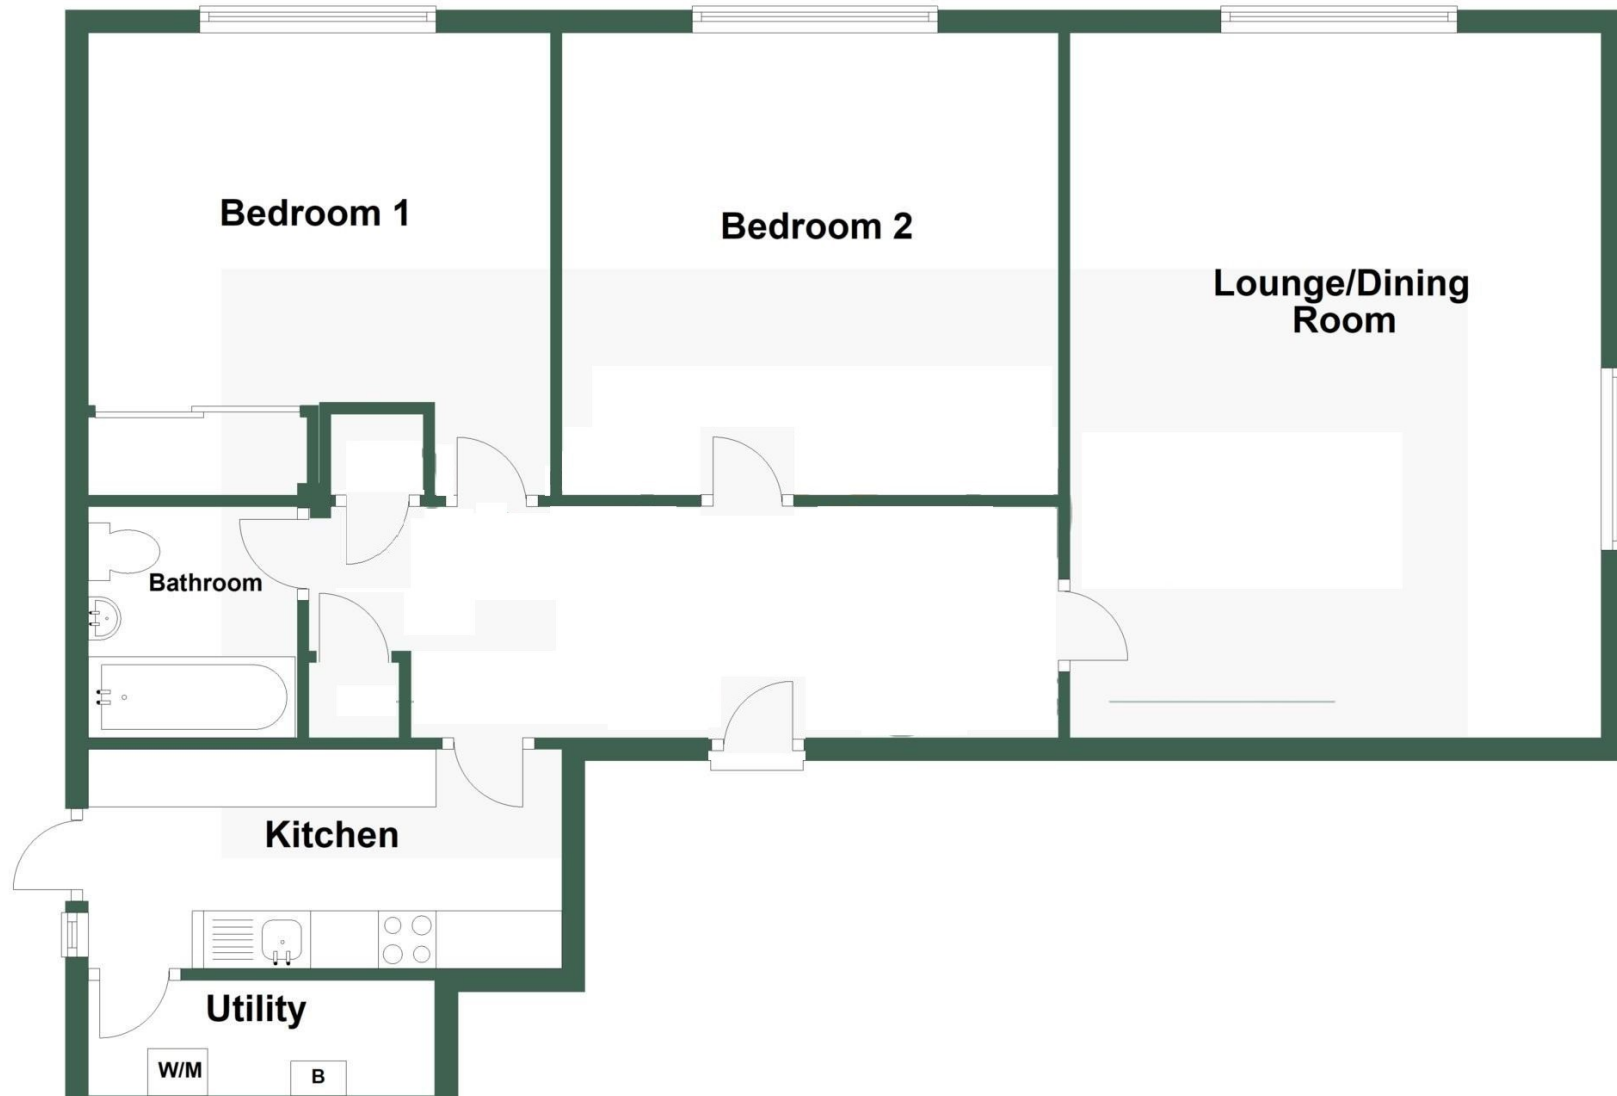 Bedroom 1
Bedroom 2
Lounge/Dining
Room
Bathroom
Kitchen
Utility
W/M
B